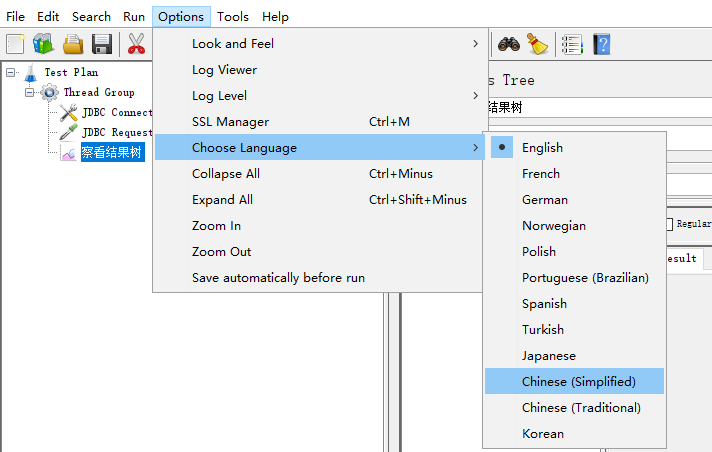 File Edit Search Run Options Tools Help
Look and Feel
Log Viewer
Log Level
SSL Manager Ctrl+M
Choose Language
Collapse All Ctrl+Minus
Expand All Ctrl+Shift+Minus
Zoom In
Zoom Out
Save automatically before run
Test Plan
Thread Group
JDBC Connect
JDBC Request
察看结果树
s Tree
结果树
English
French
German
Norwegian
Polish
Portuguese (Brazilian)
Spanish
Turkish
Japanese
Chinese (Simplified)
Chinese (Traditional)
Korean
Regular
esult